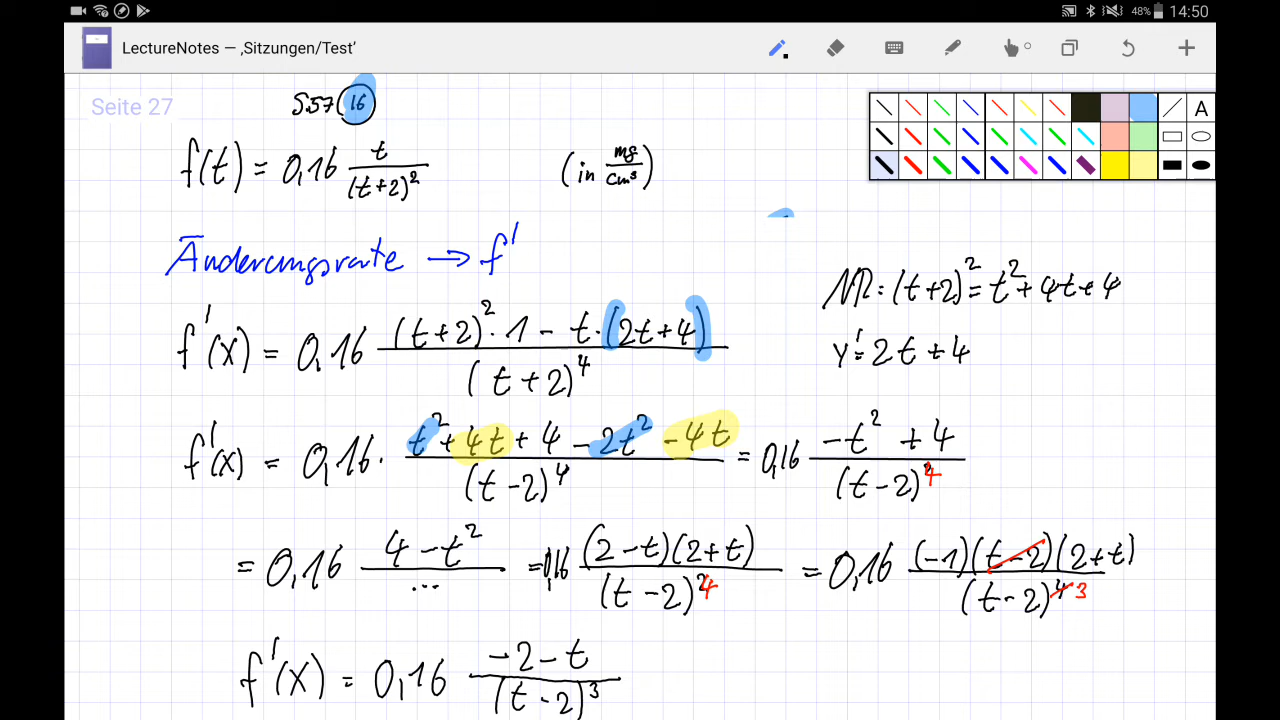 48% 14:50
LectureNotes — ‚Sitzungen/Test‘
Seite 27
S.57 16
f(t) = 0,16 t/(t+2)² (in mg/cm³)
Änderungsrate → f'
NR: (t+2)² = t² + 4t + 4
f'(x) = 0,16 ((t+2)² · 1 − t · (2t+4))/(t+2)⁴
y' = 2t + 4
f'(x) = 0,16 · (t² + 4t + 4 − 2t² − 4t)/(t−2)⁴ = 0,16 (−t² + 4)/(t−2)⁴
= 0,16 (4 − t²)/... = 0,16 ((2−t)(2+t))/(t−2)⁴ = 0,16 ((−1)(t−2)(2+t))/(t−2)⁴ ³
f'(x) = 0,16 (−2 − t)/(t−2)³
A